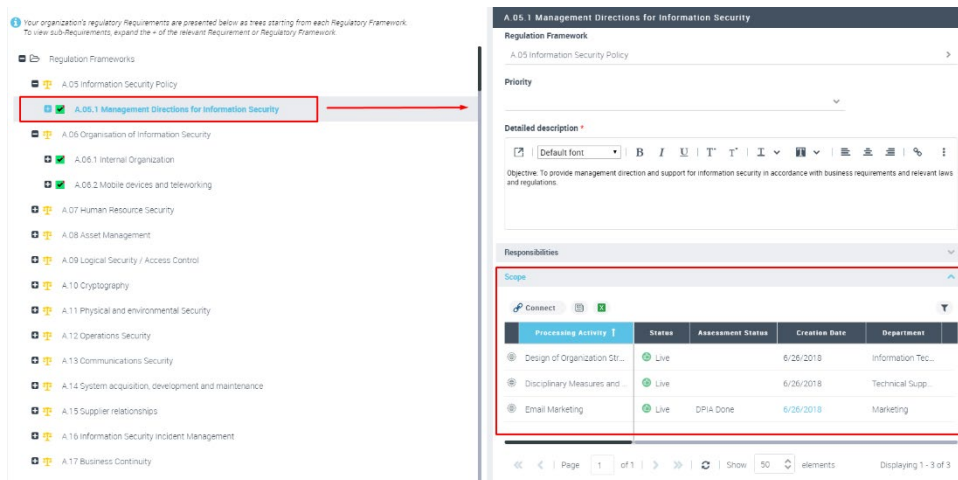 Your organization's regulatory Requirements are presented below as trees starting from each Regulatory Framework.
To view sub-Requirements, expand the + of the relevant Requirement or Regulatory Framework
Regulation Frameworks
A.05 Information Security Policy
A.05.1 Management Directions for Information Security
A.06 Organisation of Information Security
A.06.1 Internal Organization
A.06.2 Mobile devices and teleworking
A.07 Human Resource Security
A.08 Asset Management
A.09 Logical Security / Access Control
A.10 Cryptography
A.11 Physical and environmental Security
A.12 Operations Security
A.13 Communications Security
A.14 System acquisition, development and maintenance
A.15 Supplier relationships
A.16 Information Security Incident Management
A.17 Business Continuity
A.05.1 Management Directions for Information Security
Regulation Framework
A.05 Information Security Policy
Priority
Detailed description *
Default font B I U T T I T
Objective: To provide management direction and support for information security in accordance with business requirements and relevant laws
and regulations.
Responsibilities
Scope
Connect
Processing Activity Status Assessment Status Creation Date Department
Design of Organization Str... Live 6/26/2018 Information Tec...
Disciplinary Measures and ... Live 6/26/2018 Technical Supp...
Email Marketing Live DPIA Done 6/26/2018 Marketing
Page 1 of 1 Show 50 elements Displaying 1 - 3 of 3